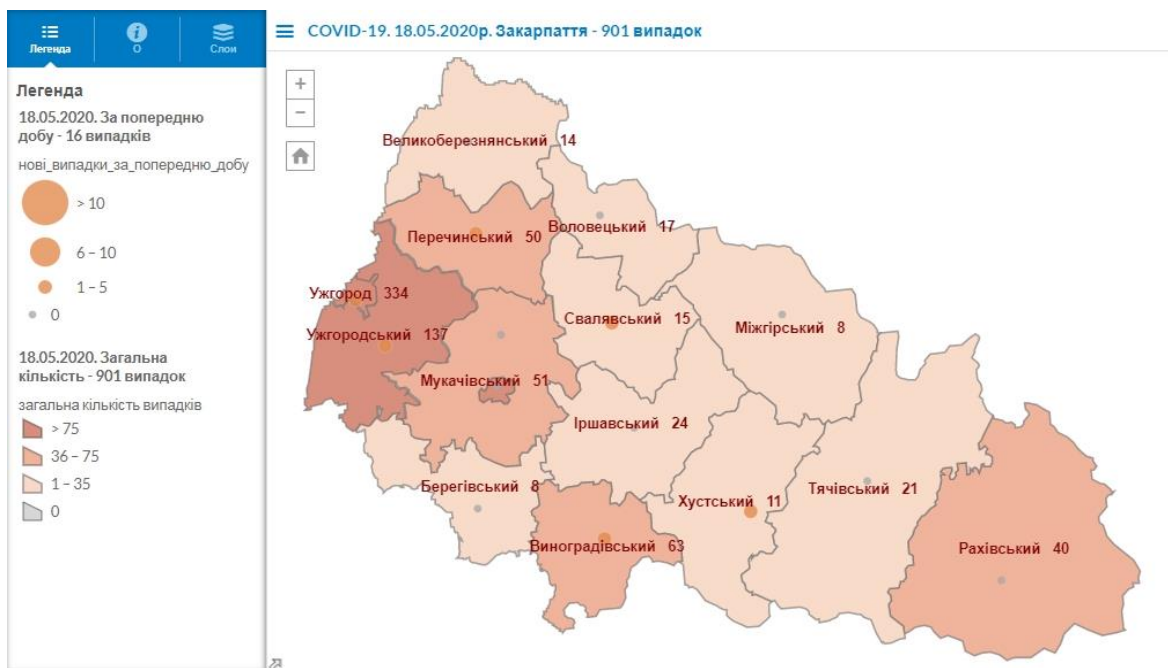 Легенда
О
Слои
COVID-19. 18.05.2020р. Закарпаття - 901 випадок
Легенда
18.05.2020. За попередню
добу - 16 випадків
нові_випадки_за_попередню_добу
> 10
6 – 10
1 – 5
0
18.05.2020. Загальна
кількість - 901 випадок
загальна кількість випадків
> 75
36 – 75
1 – 35
0
+
−
Великоберезнянський 14
Перечинський 50
Воловецький 17
Ужгород 334
Свалявський 15
Міжгірський 8
Ужгородський 137
Мукачівський 51
Іршавський 24
Берегівський 8
Хустський 11
Тячівський 21
Виноградівський 63
Рахівський 40